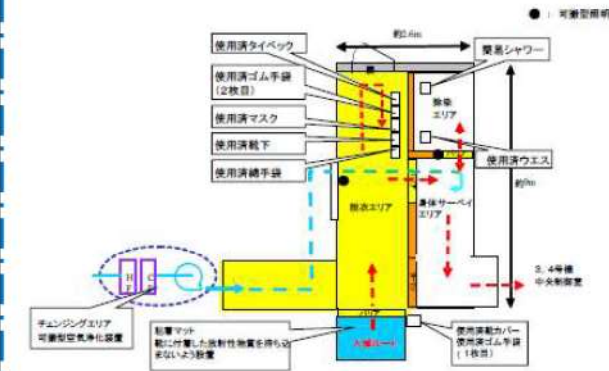 ●：可搬型照明
約2.6m
使用済タイベック
簡易シャワー
使用済ゴム手袋
（2枚目）
除染
エリア
使用済マスク
使用済靴下
使用済ウエス
使用済綿手袋
約9m
脱衣エリア
身体サーベイ
エリア
3，4号機
中央制御室
チェンジングエリア
可搬型空気浄化装置
バリア
粘着マット
靴に付着した放射性物質を持ち込
まないよう設置
入域ルート
使用済靴カバー
使用済ゴム手袋
（1枚目）